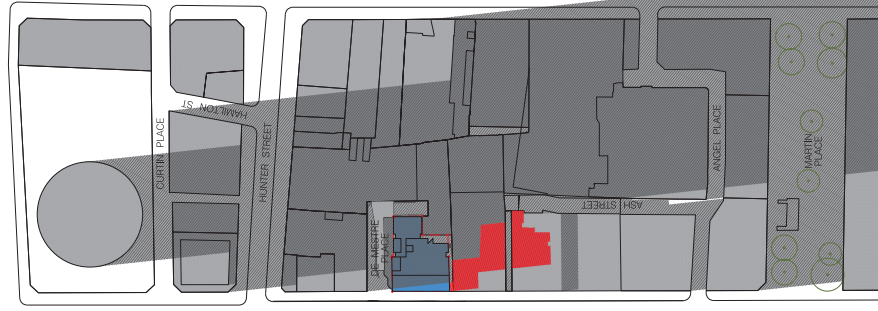 HAMILTON ST
CURTIN PLACE
HUNTER STREET
DE MESTRE
PLACE
ASH STREET
ANGEL PLACE
MARTIN
PLACE